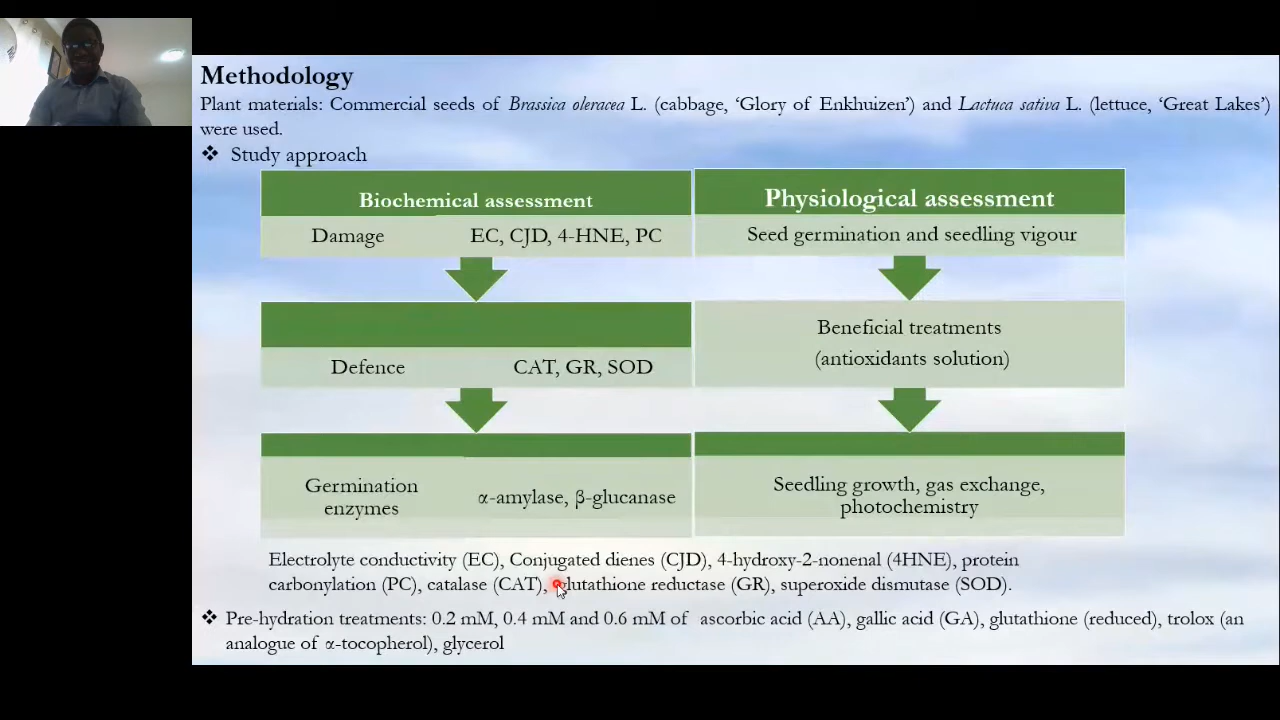 Methodology
Plant materials: Commercial seeds of Brassica oleracea L. (cabbage, ‘Glory of Enkhuizen’) and Lactuca sativa L. (lettuce, ‘Great Lakes’)
were used.
❖ Study approach
Biochemical assessment
Damage EC, CJD, 4-HNE, PC
Defence CAT, GR, SOD
Germination
enzymes
α-amylase, β-glucanase
Physiological assessment
Seed germination and seedling vigour
Beneficial treatments
(antioxidants solution)
Seedling growth, gas exchange,
photochemistry
Electrolyte conductivity (EC), Conjugated dienes (CJD), 4-hydroxy-2-nonenal (4HNE), protein
carbonylation (PC), catalase (CAT), glutathione reductase (GR), superoxide dismutase (SOD).
❖ Pre-hydration treatments: 0.2 mM, 0.4 mM and 0.6 mM of ascorbic acid (AA), gallic acid (GA), glutathione (reduced), trolox (an
analogue of α-tocopherol), glycerol